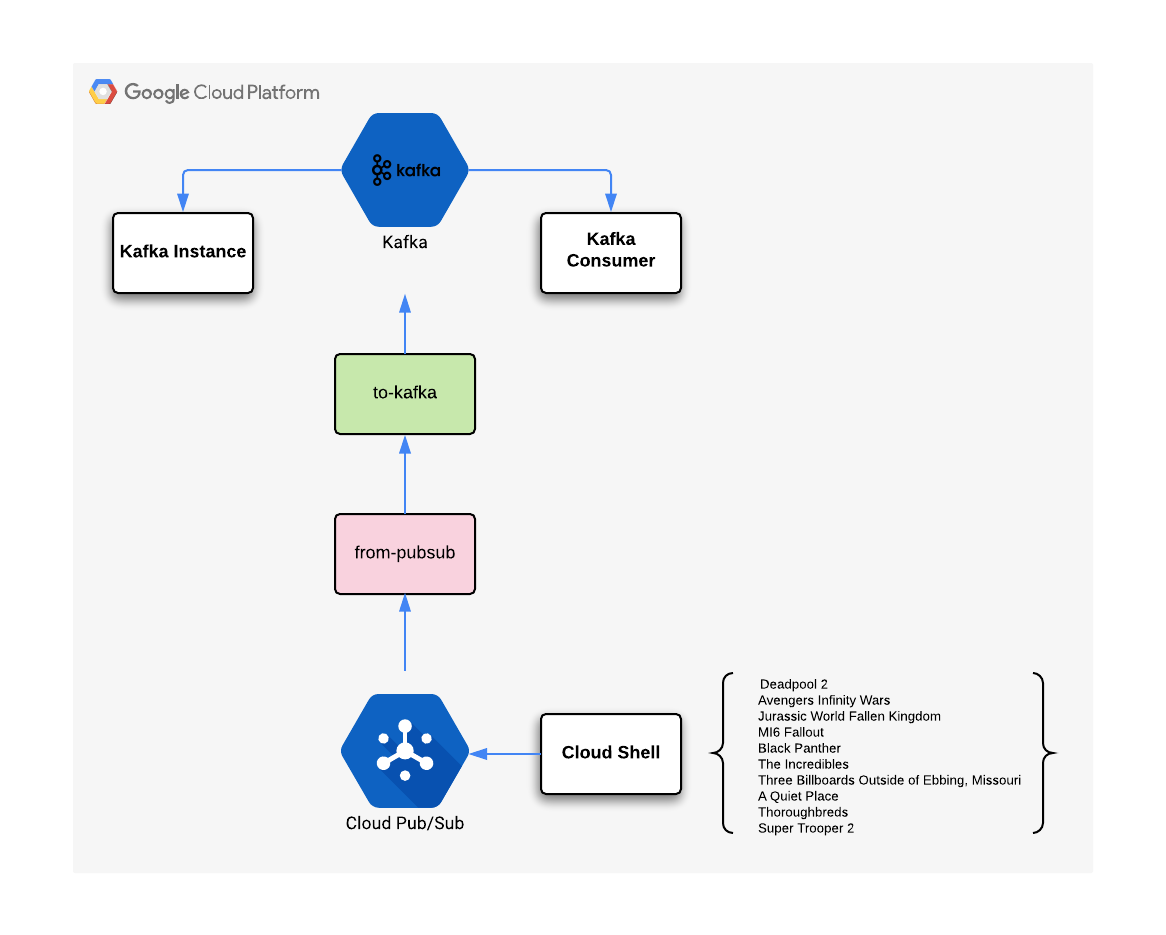 Google Cloud Platform
kafka
Kafka
Kafka Instance
Kafka
Consumer
to-kafka
from-pubsub
Cloud Pub/Sub
Cloud Shell
Deadpool 2
Avengers Infinity Wars
Jurassic World Fallen Kingdom
MI6 Fallout
Black Panther
The Incredibles
Three Billboards Outside of Ebbing, Missouri
A Quiet Place
Thoroughbreds
Super Trooper 2